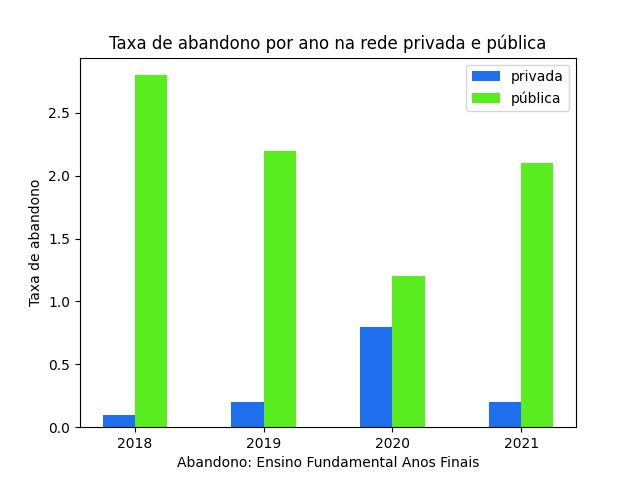 Taxa de abandono por ano na rede privada e pública
privada
pública
Taxa de abandono
2.5
2.0
1.5
1.0
0.5
0.0
2018 2019 2020 2021
Abandono: Ensino Fundamental Anos Finais